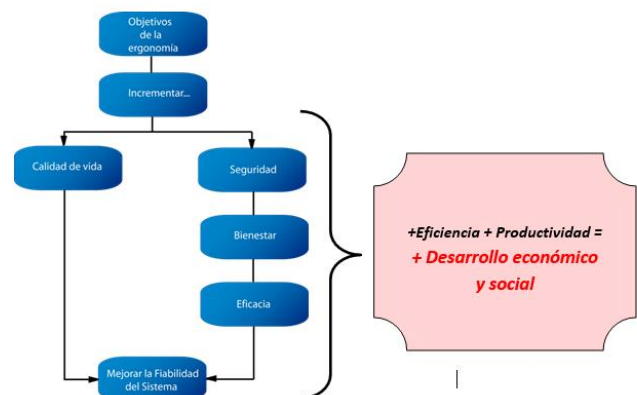 Objetivos
de la
ergonomía
Incrementar...
Calidad de vida
Seguridad
Bienestar
Eficacia
Mejorar la Fiabilidad
del Sistema
+Eficiencia + Productividad =
+ Desarrollo económico
y social